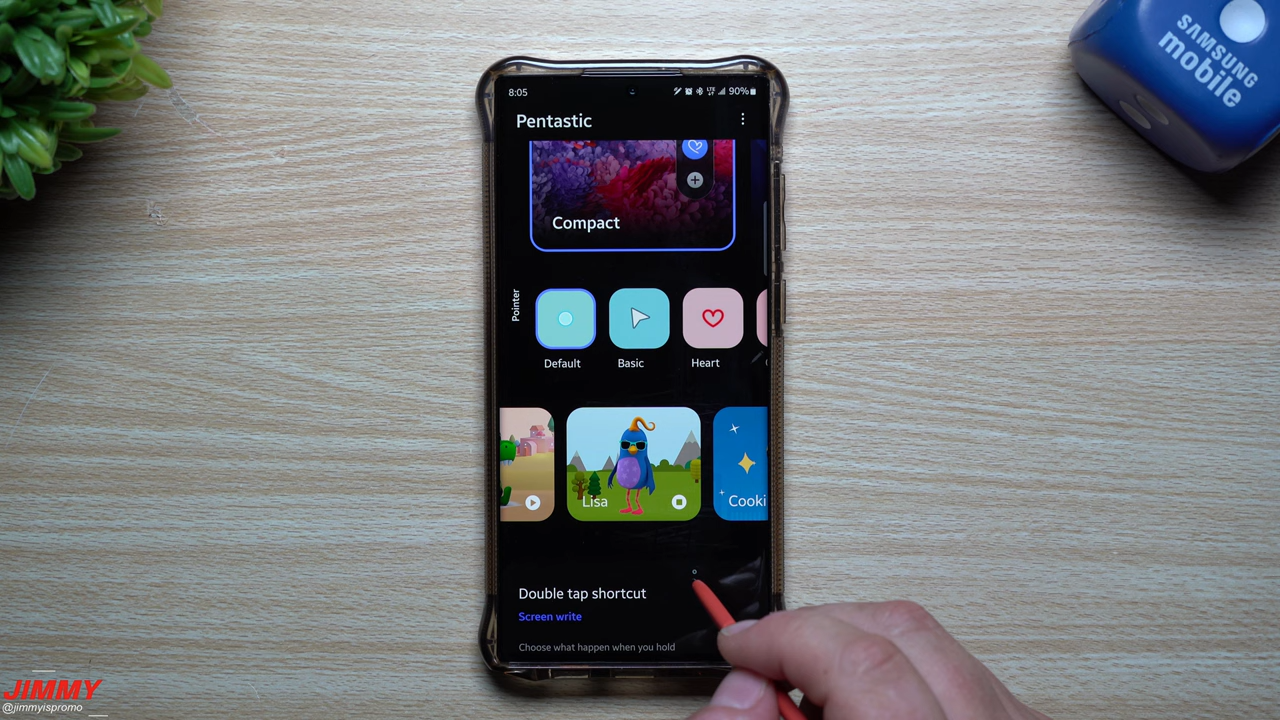 SAMSUNG
mobile
8:05
LTE
90%
Pentastic
Compact
Pointer
Default
Basic
Heart
Lisa
Cooki
Double tap shortcut
Screen write
Choose what happen when you hold
JIMMY
@jimmyispromo